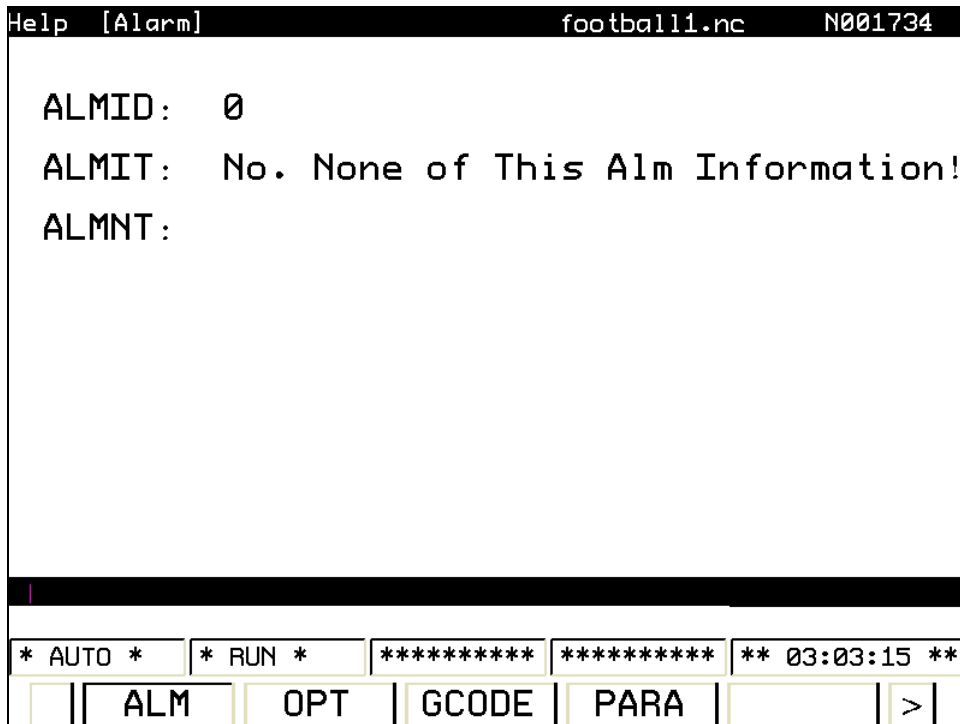 Help [Alarm] football1.nc N001734
ALMID: 0
ALMIT: No. None of This Alm Information!
ALMNT:
* AUTO * * RUN * ********** ********** ** 03:03:15 **
ALM OPT GCODE PARA >